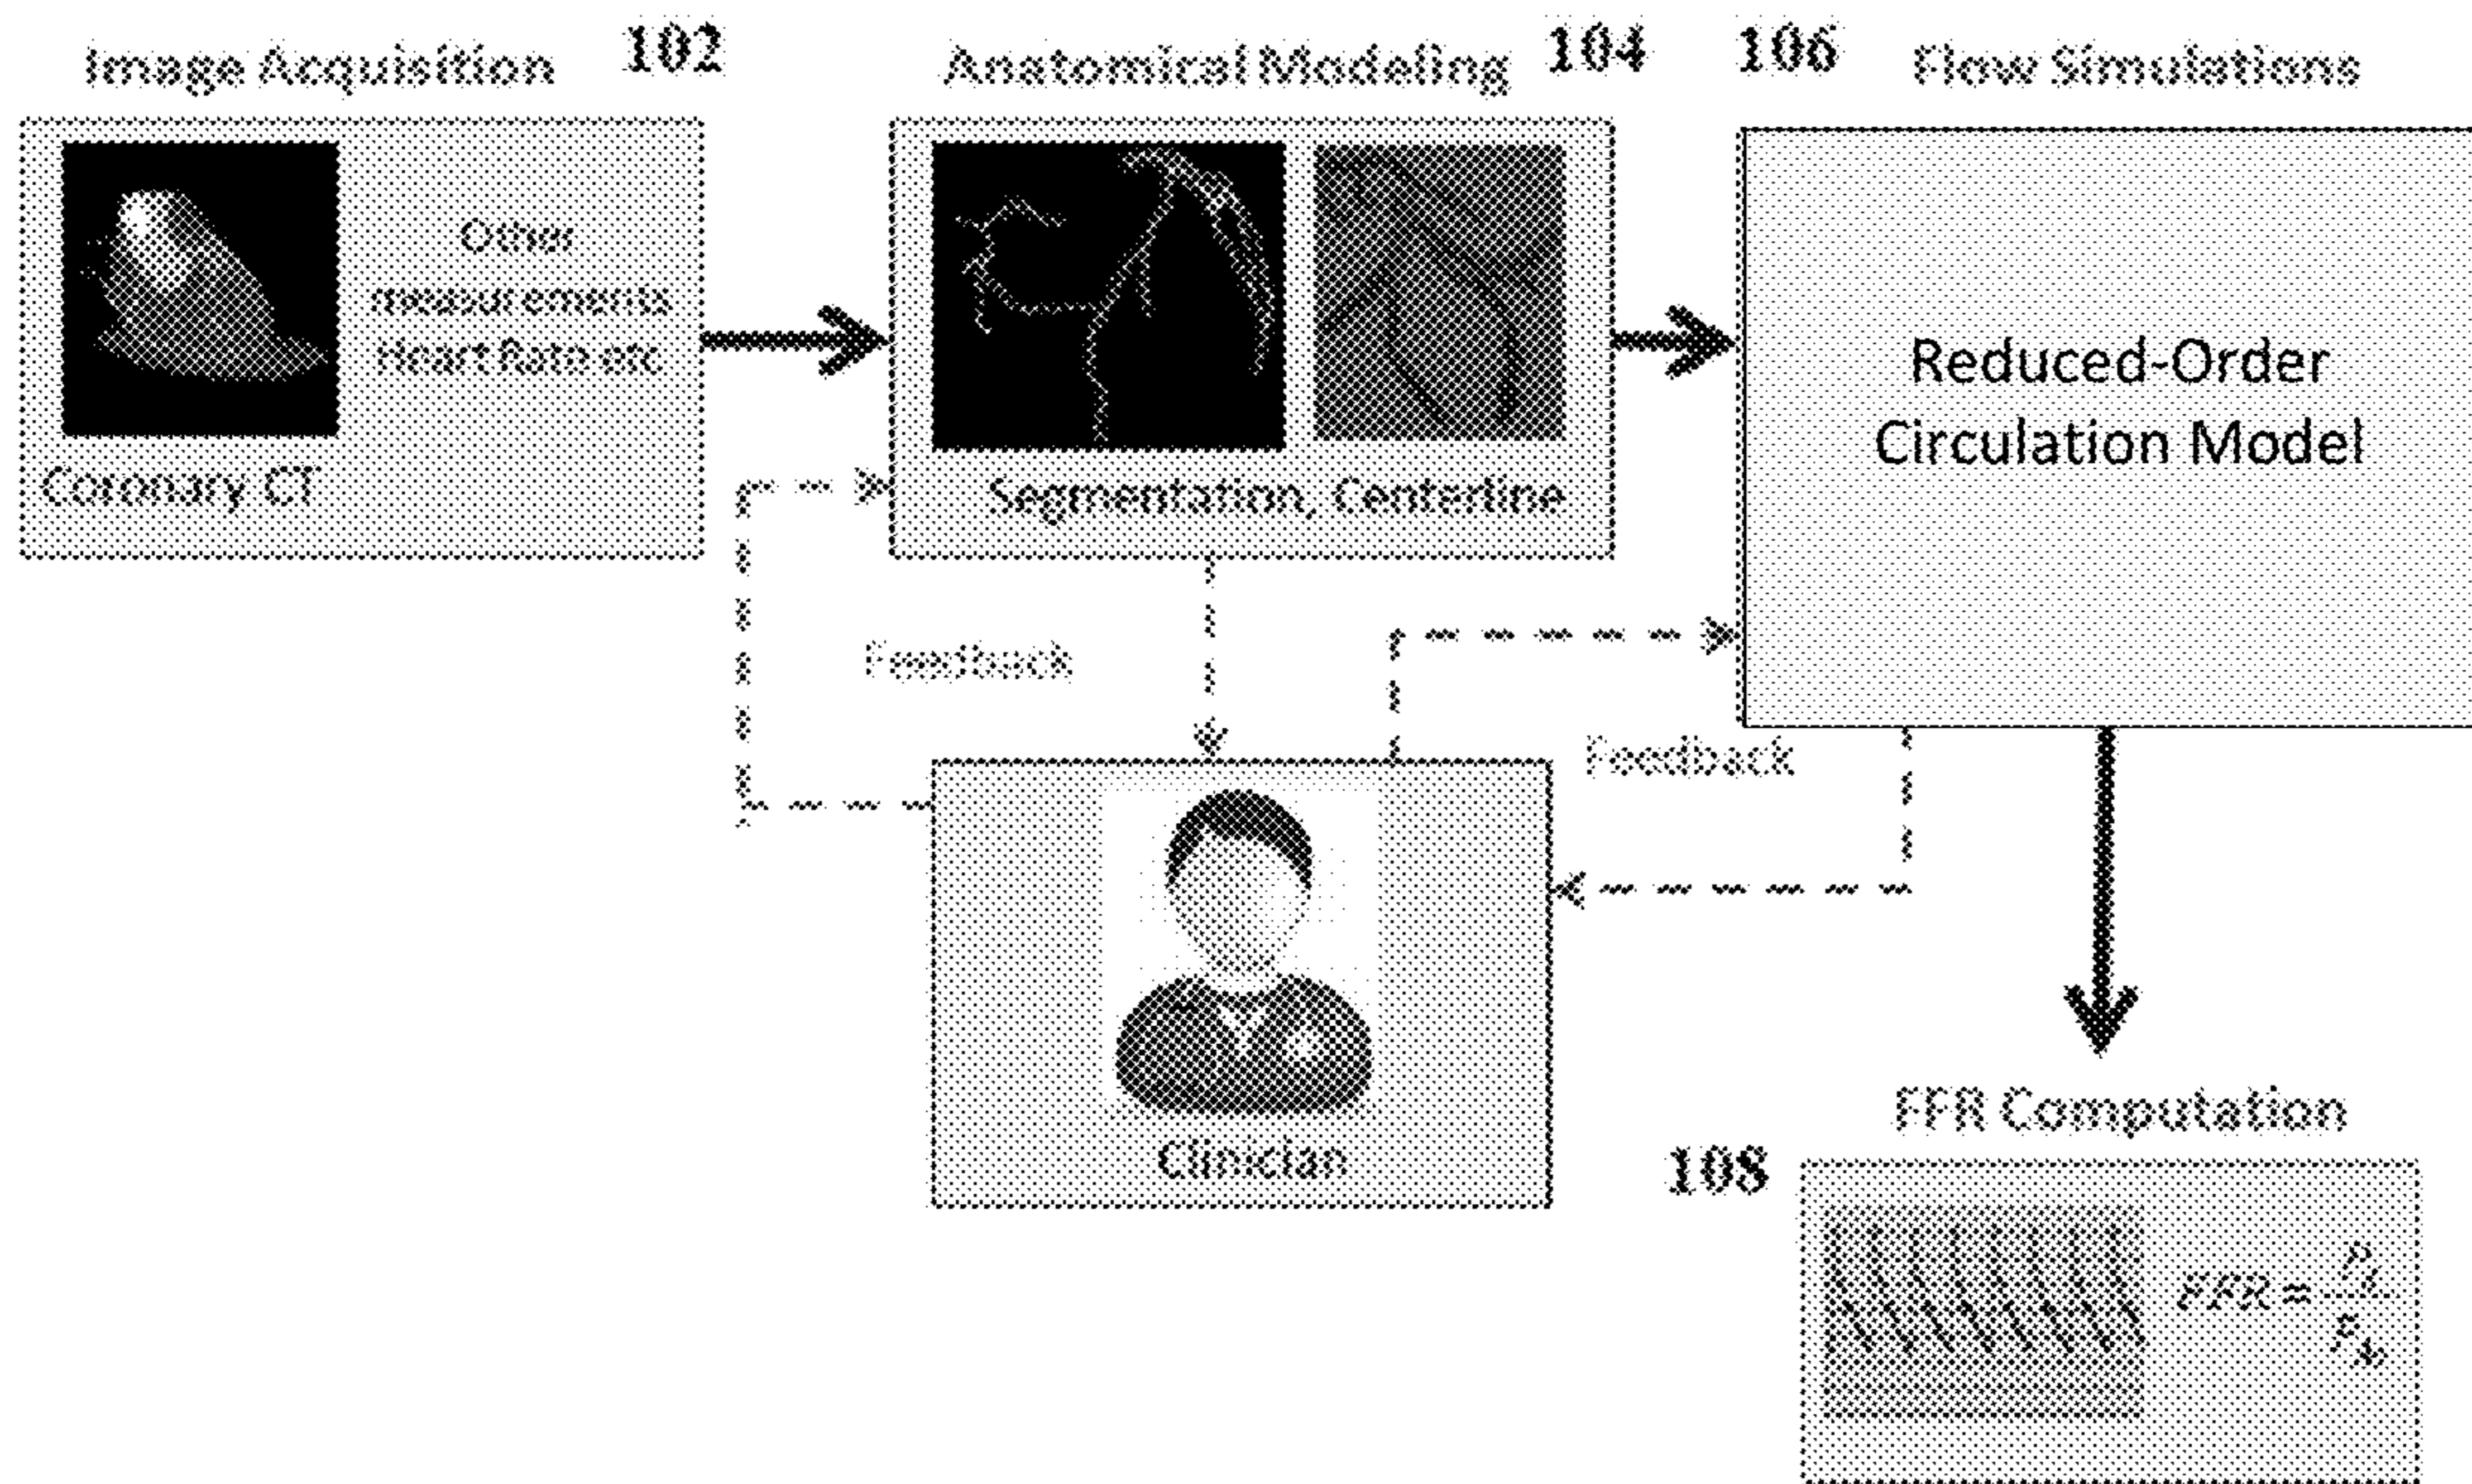 Image Acquisition 102
Anatomical Modeling 104
106 Flow Simulations
Other
measurements
Heart Rate etc
Coronary CT
Segmentation, Centerline
Reduced-Order
Circulation Model
Feedback
Feedback
Clinician
FFR Computation
108
FFR =